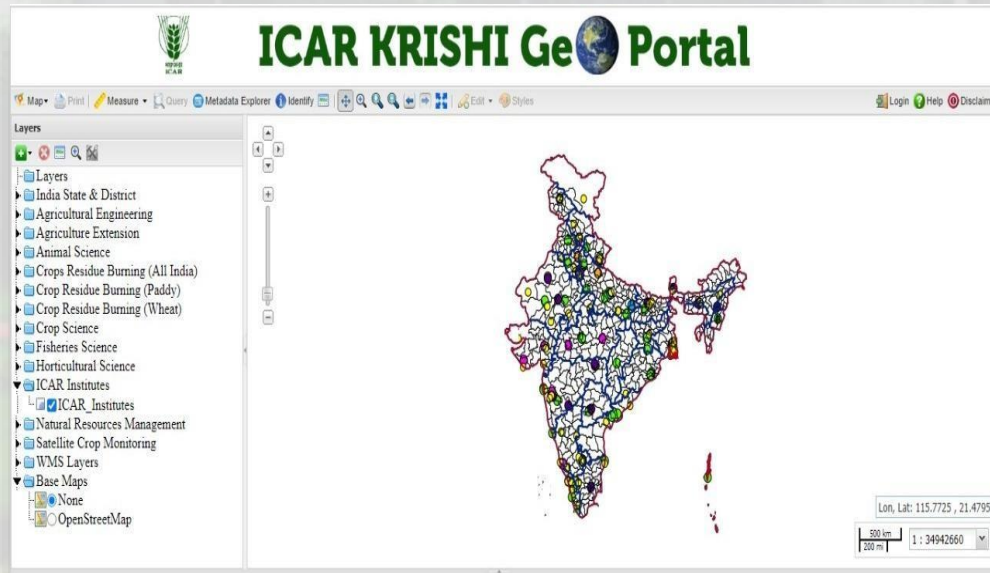 ICAR KRISHI Ge Portal
ICAR
Map Print Measure Query Metadata Explorer Identify Edit Styles Login Help Disclaim
Layers
Layers
India State & District
Agricultural Engineering
Agriculture Extension
Animal Science
Crops Residue Burning (All India)
Crop Residue Burning (Paddy)
Crop Residue Burning (Wheat)
Crop Science
Fisheries Science
Horticultural Science
ICAR Institutes
ICAR_Institutes
Natural Resources Management
Satellite Crop Monitoring
WMS Layers
Base Maps
None
OpenStreetMap
Lon, Lat: 115.7725 , 21.4795
500 km
200 mi
1 : 34942660